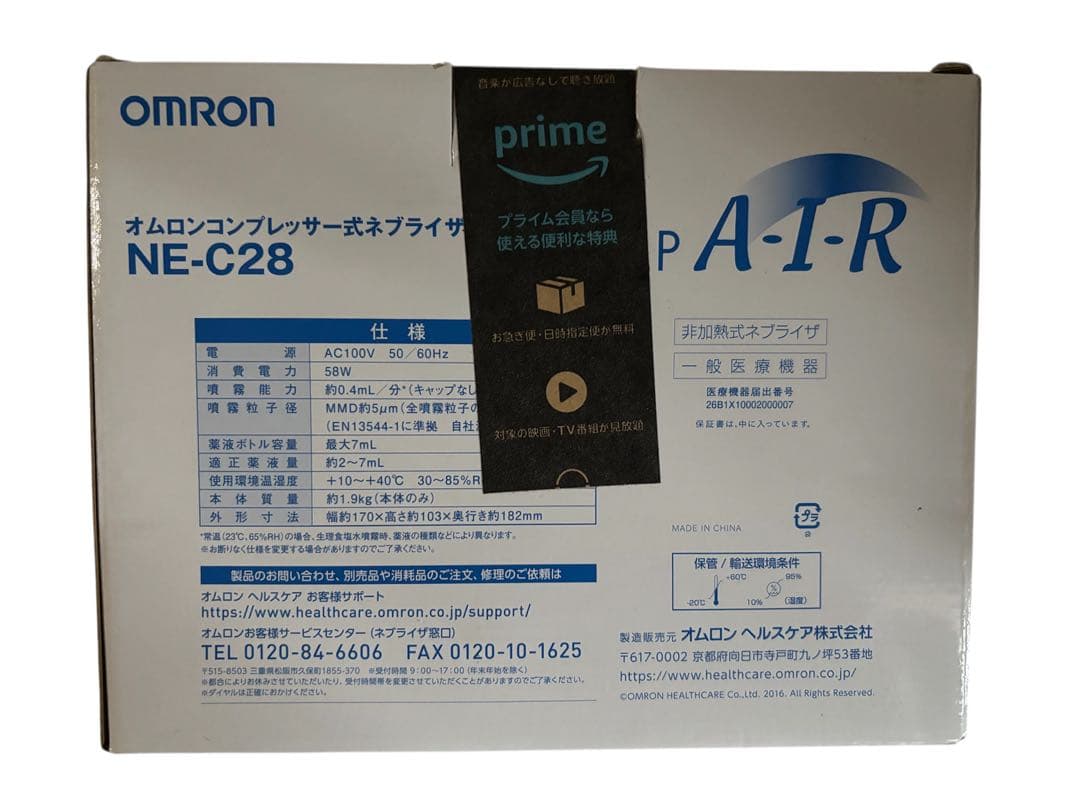 OMRON
オムロンコンプレッサー式ネブライザ
NE-C28
音楽が広告なしで聴き放題
prime
プライム会員なら
使える便利な特典
お急ぎ便・日時指定便が無料
対象の映画・TV番組が見放題
P A-I-R
非加熱式ネブライザ
一般医療機器
医療機器届出番号
26B1X10002000007
保証書は、中に入っています。
仕様
電源 AC100V 50／60Hz
消費電力 58W
噴霧能力 約0.4mL／分*(キャップなし
噴霧粒子径 MMD約5μm(全噴霧粒子の
(EN13544-1に準拠 自社
薬液ボトル容量 最大7mL
適正薬液量 約2～7mL
使用環境温湿度 +10～+40℃ 30～85%R
本体質量 約1.9kg(本体のみ)
外形寸法 幅約170×高さ約103×奥行き約182mm
*常温(23℃、65%RH)の場合、生理食塩水噴霧時、薬液の種類などにより異なります。
※お断りなく仕様を変更する場合がありますのでご了承ください。
製品のお問い合わせ、別売品や消耗品のご注文、修理のご依頼は
オムロン ヘルスケア お客様サポート
https://www.healthcare.omron.co.jp/support/
オムロンお客様サービスセンター (ネブライザ窓口)
TEL 0120-84-6606 FAX 0120-10-1625
〒515-8503 三重県松阪市久保町1855-370 ※受付時間 9:00～17:00 (年末年始を除く)
※都合によりお休みさせていただいたり、受付時間帯を変更させていただくことがありますのでご了承ください。
※ダイヤルは正確におかけください。
MADE IN CHINA
プラ
袋
保管/輸送環境条件
-20℃ +60℃
10% % 95%
(湿度)
製造販売元 オムロン ヘルスケア株式会社
〒617-0002 京都府向日市寺戸町九ノ坪53番地
https://www.healthcare.omron.co.jp/
©OMRON HEALTHCARE Co.,Ltd. 2016. All Rights Reserved.